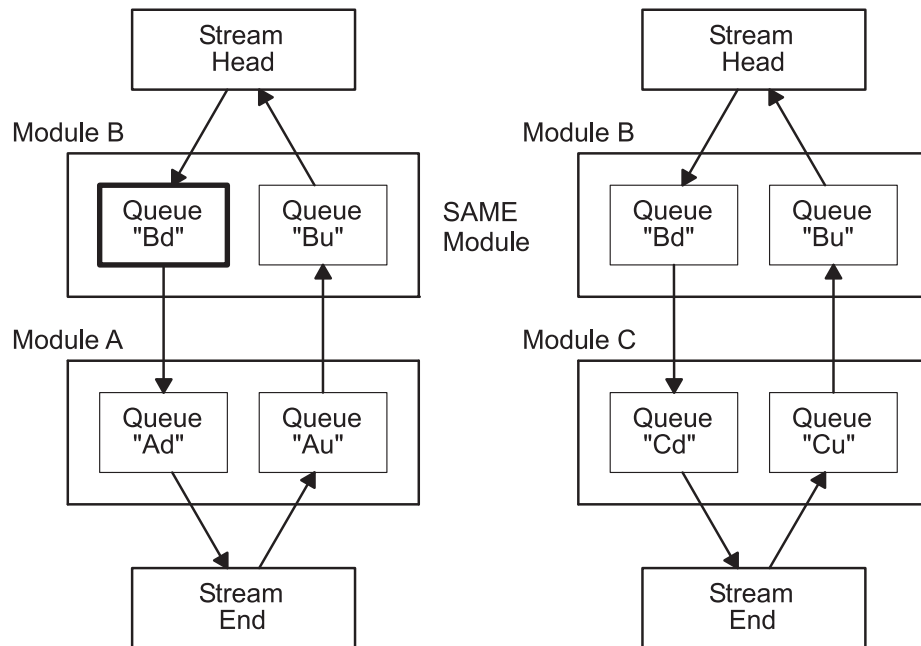 Stream
Head
Stream
Head
Module B
Module B
Queue
"Bd"
Queue
"Bu"
SAME
Module
Queue
"Bd"
Queue
"Bu"
Module A
Module C
Queue
"Ad"
Queue
"Au"
Queue
"Cd"
Queue
"Cu"
Stream
End
Stream
End